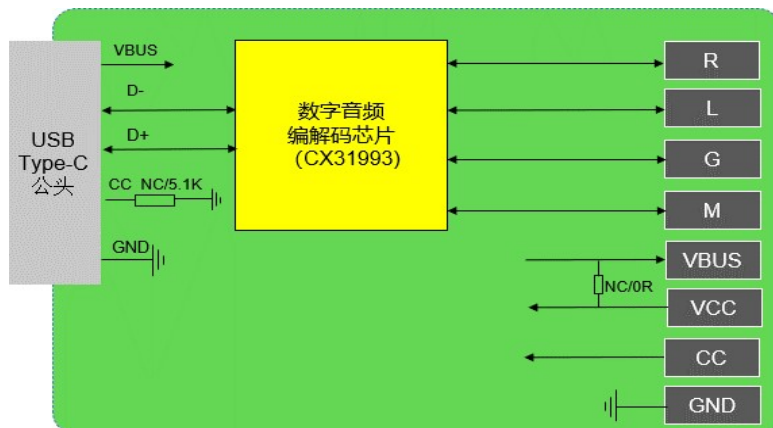 USB
Type-C
公头
VBUS
D-
D+
CC NC/5.1K
GND
数字音频
编解码芯片
（CX31993)
R
L
G
M
VBUS
NC/0R
VCC
CC
GND